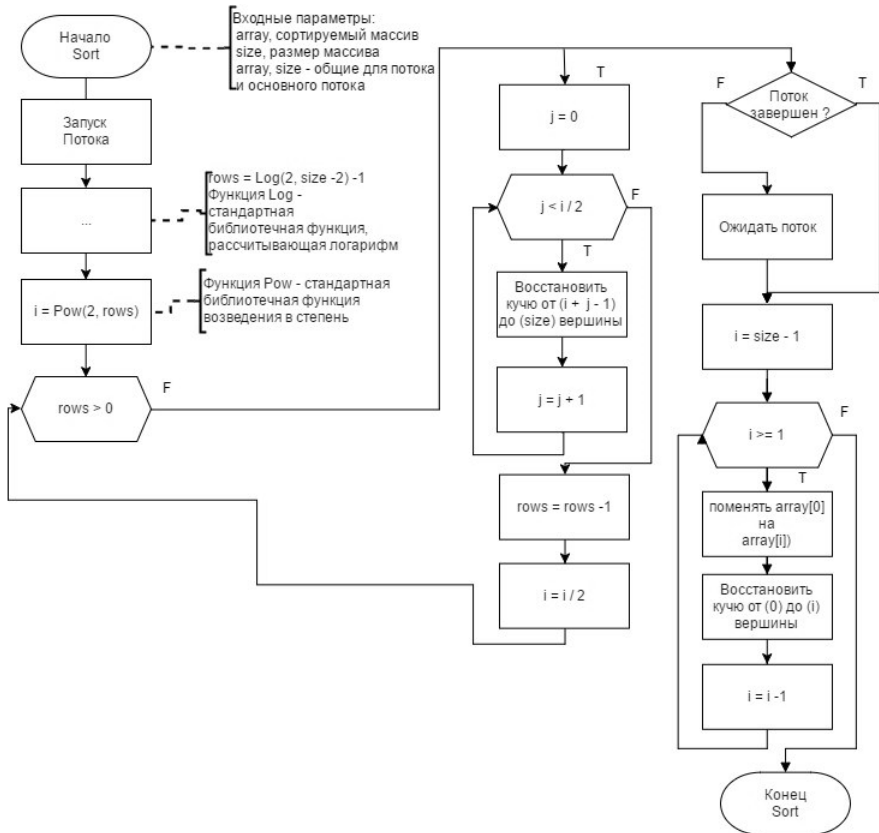 Начало
Sort
Входные параметры:
array, сортируемый массив
size, размер массива
array, size - общие для потока
и основного потока
Запуск
Потока
...
rows = Log(2, size -2) -1
Функция Log -
стандартная
библиотечная функция,
рассчитывающая логарифм
i = Pow(2, rows)
Функция Pow - стандартная
библиотечная функция
возведения в степень
rows > 0
F
T
j = 0
j < i / 2
F
T
Восстановить
кучю от (i + j - 1)
до (size) вершины
j = j + 1
rows = rows -1
i = i / 2
F
T
Поток
завершен ?
Ожидать поток
i = size - 1
i >= 1
F
T
поменять array[0]
на
array[i])
Восстановить
кучю от (0) до (i)
вершины
i = i -1
Конец
Sort